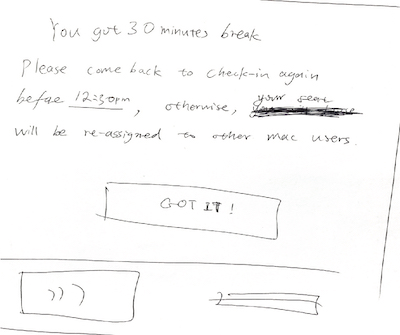 You got 30 minutes break
Please come back to check-in again
before 12:30pm, otherwise, your seat
will be re-assigned to other mac users.
GOT IT!